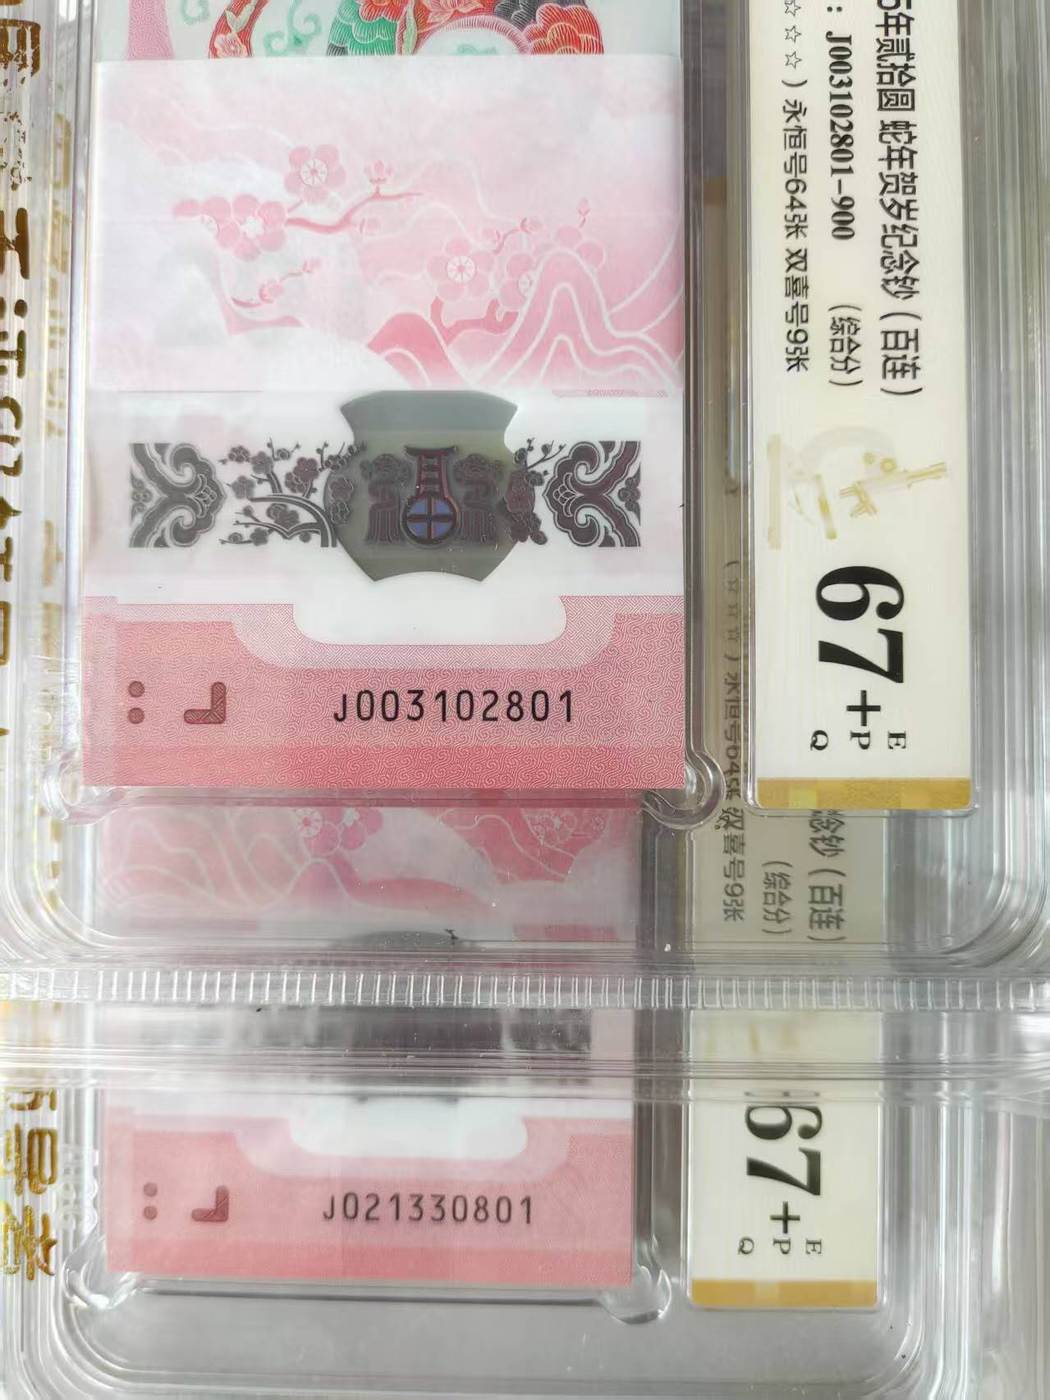 J003102801
5年贰拾圆 蛇年贺岁纪念钞（百连）
: J003102801-900 （综合分）
☆☆☆）永恒号64张 双喜号9张
67+
E
P
Q
（☆☆☆）永恒号64张 双喜号9张
念钞（百连）
（综合分）
J021330801
67+
E
P
Q